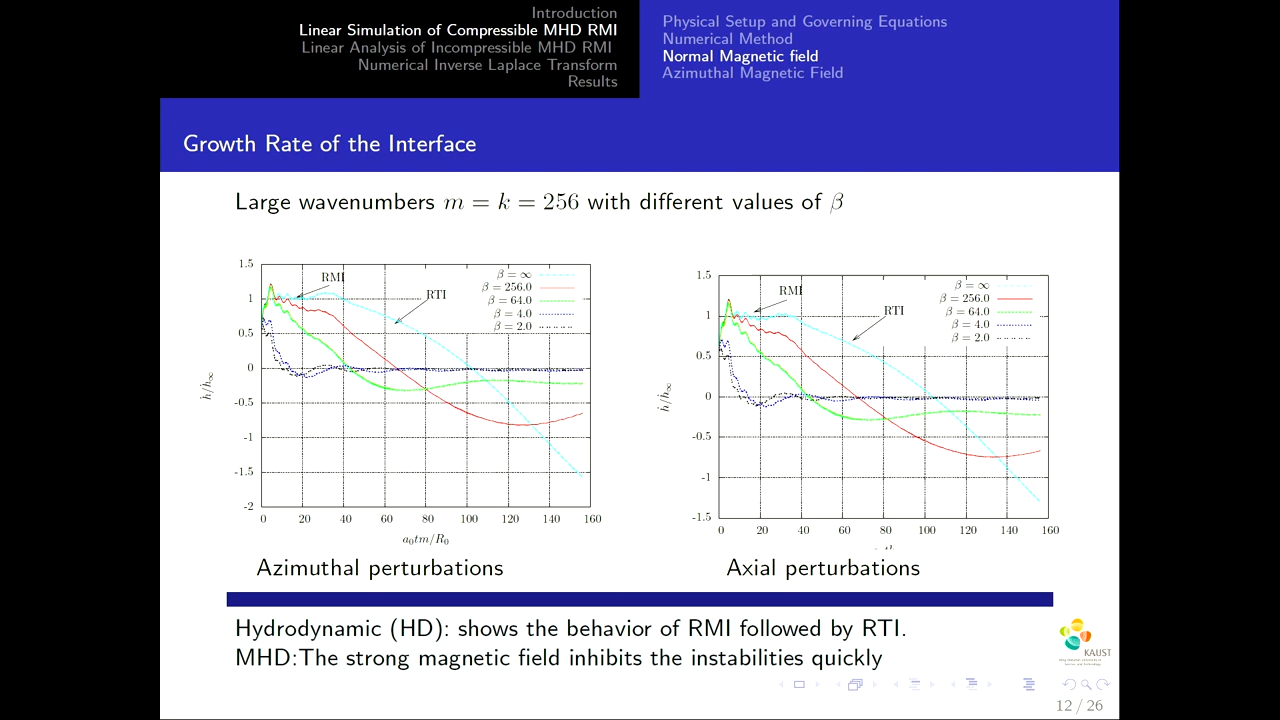 Introduction
Linear Simulation of Compressible MHD RMI
Linear Analysis of Incompressible MHD RMI
Numerical Inverse Laplace Transform
Results
Physical Setup and Governing Equations
Numerical Method
Normal Magnetic field
Azimuthal Magnetic Field
Growth Rate of the Interface
Large wavenumbers m = k = 256 with different values of β
1.5
1
0.5
0
-0.5
-1
-1.5
-2
ḣ/ḣ∞
RMI
RTI
β = ∞
β = 256.0
β = 64.0
β = 4.0
β = 2.0
0 20 40 60 80 100 120 140 160
a₀tm/R₀
Azimuthal perturbations
1.5
1
0.5
0
-0.5
-1
-1.5
ḣ/ḣ∞
RMI
RTI
β = ∞
β = 256.0
β = 64.0
β = 4.0
β = 2.0
0 20 40 60 80 100 120 140 160
Axial perturbations
Hydrodynamic (HD): shows the behavior of RMI followed by RTI.
MHD:The strong magnetic field inhibits the instabilities quickly
KAUST
12 / 26